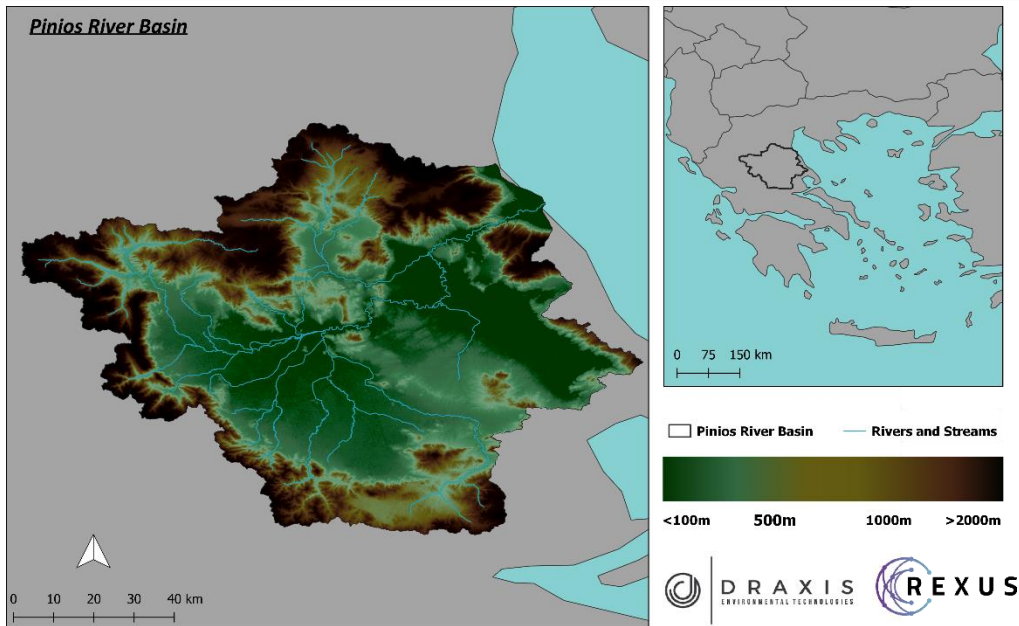 Pinios River Basin
0 10 20 30 40 km
0 75 150 km
Pinios River Basin
Rivers and Streams
<100m 500m 1000m >2000m
DRAXIS
ENVIRONMENTAL TECHNOLOGIES
REXUS